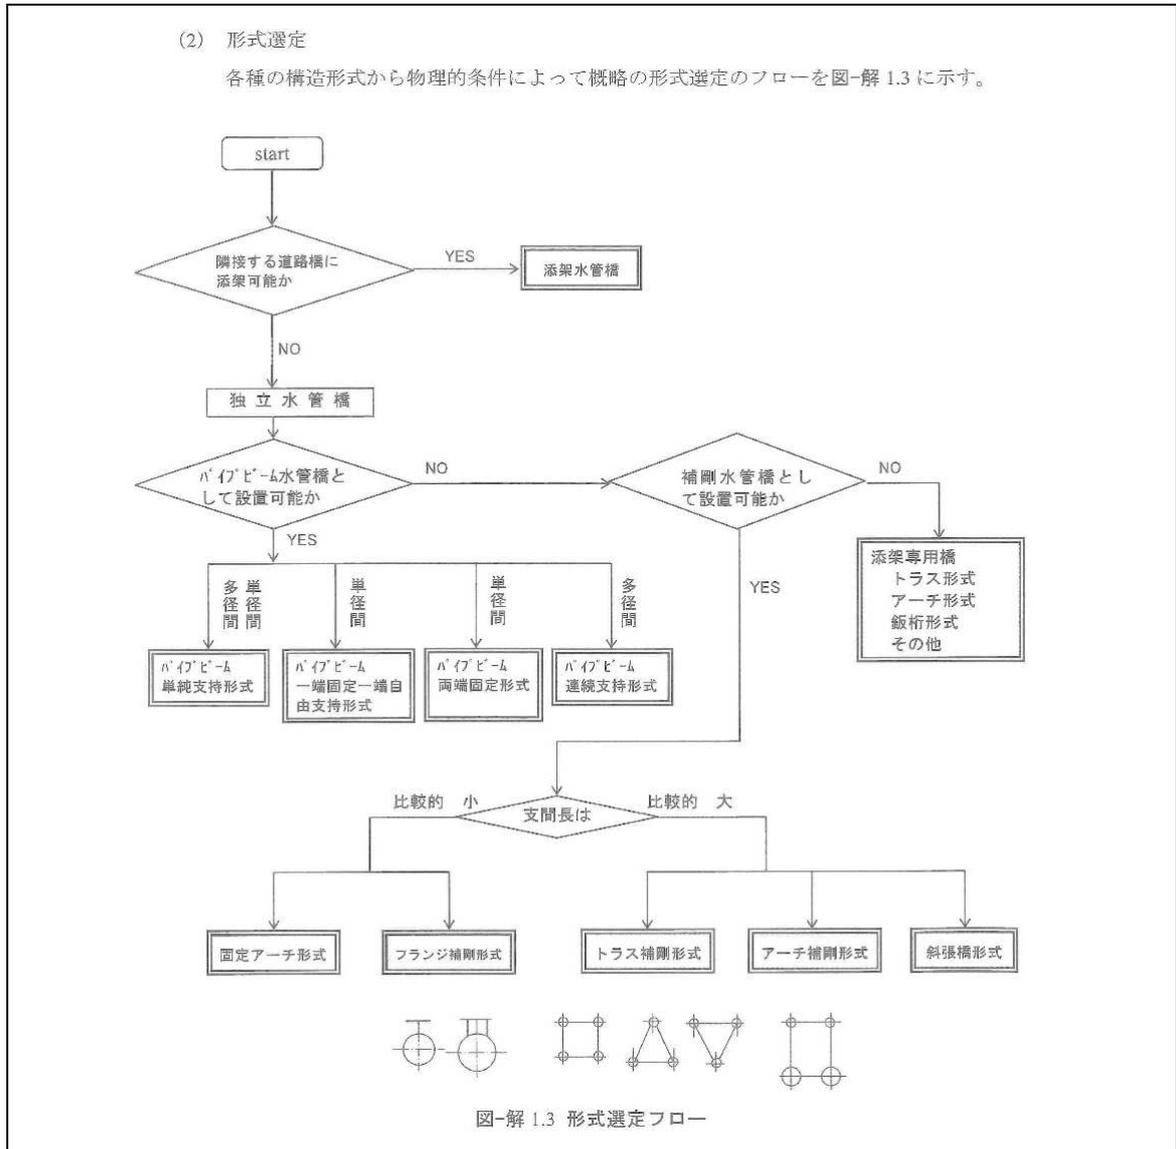 (2) 形式選定
各種の構造形式から物理的条件によって概略の形式選定のフローを図-解 1.3 に示す。
start
隣接する道路橋に
添架可能か
YES
添架水管橋
NO
独 立 水 管 橋
パイプビーム水管橋と
して設置可能か
NO
補剛水管橋とし
て設置可能か
NO
YES
添架専用橋
トラス形式
アーチ形式
鈑桁形式
その他
YES
多径間
単径間
単径間
単径間
多径間
パイプビーム
単純支持形式
パイプビーム
一端固定一端自
由支持形式
パイプビーム
両端固定形式
パイプビーム
連続支持形式
比較的 小
支間長は
比較的 大
固定アーチ形式
フランジ補剛形式
トラス補剛形式
アーチ補剛形式
斜張橋形式
図-解 1.3 形式選定フロー